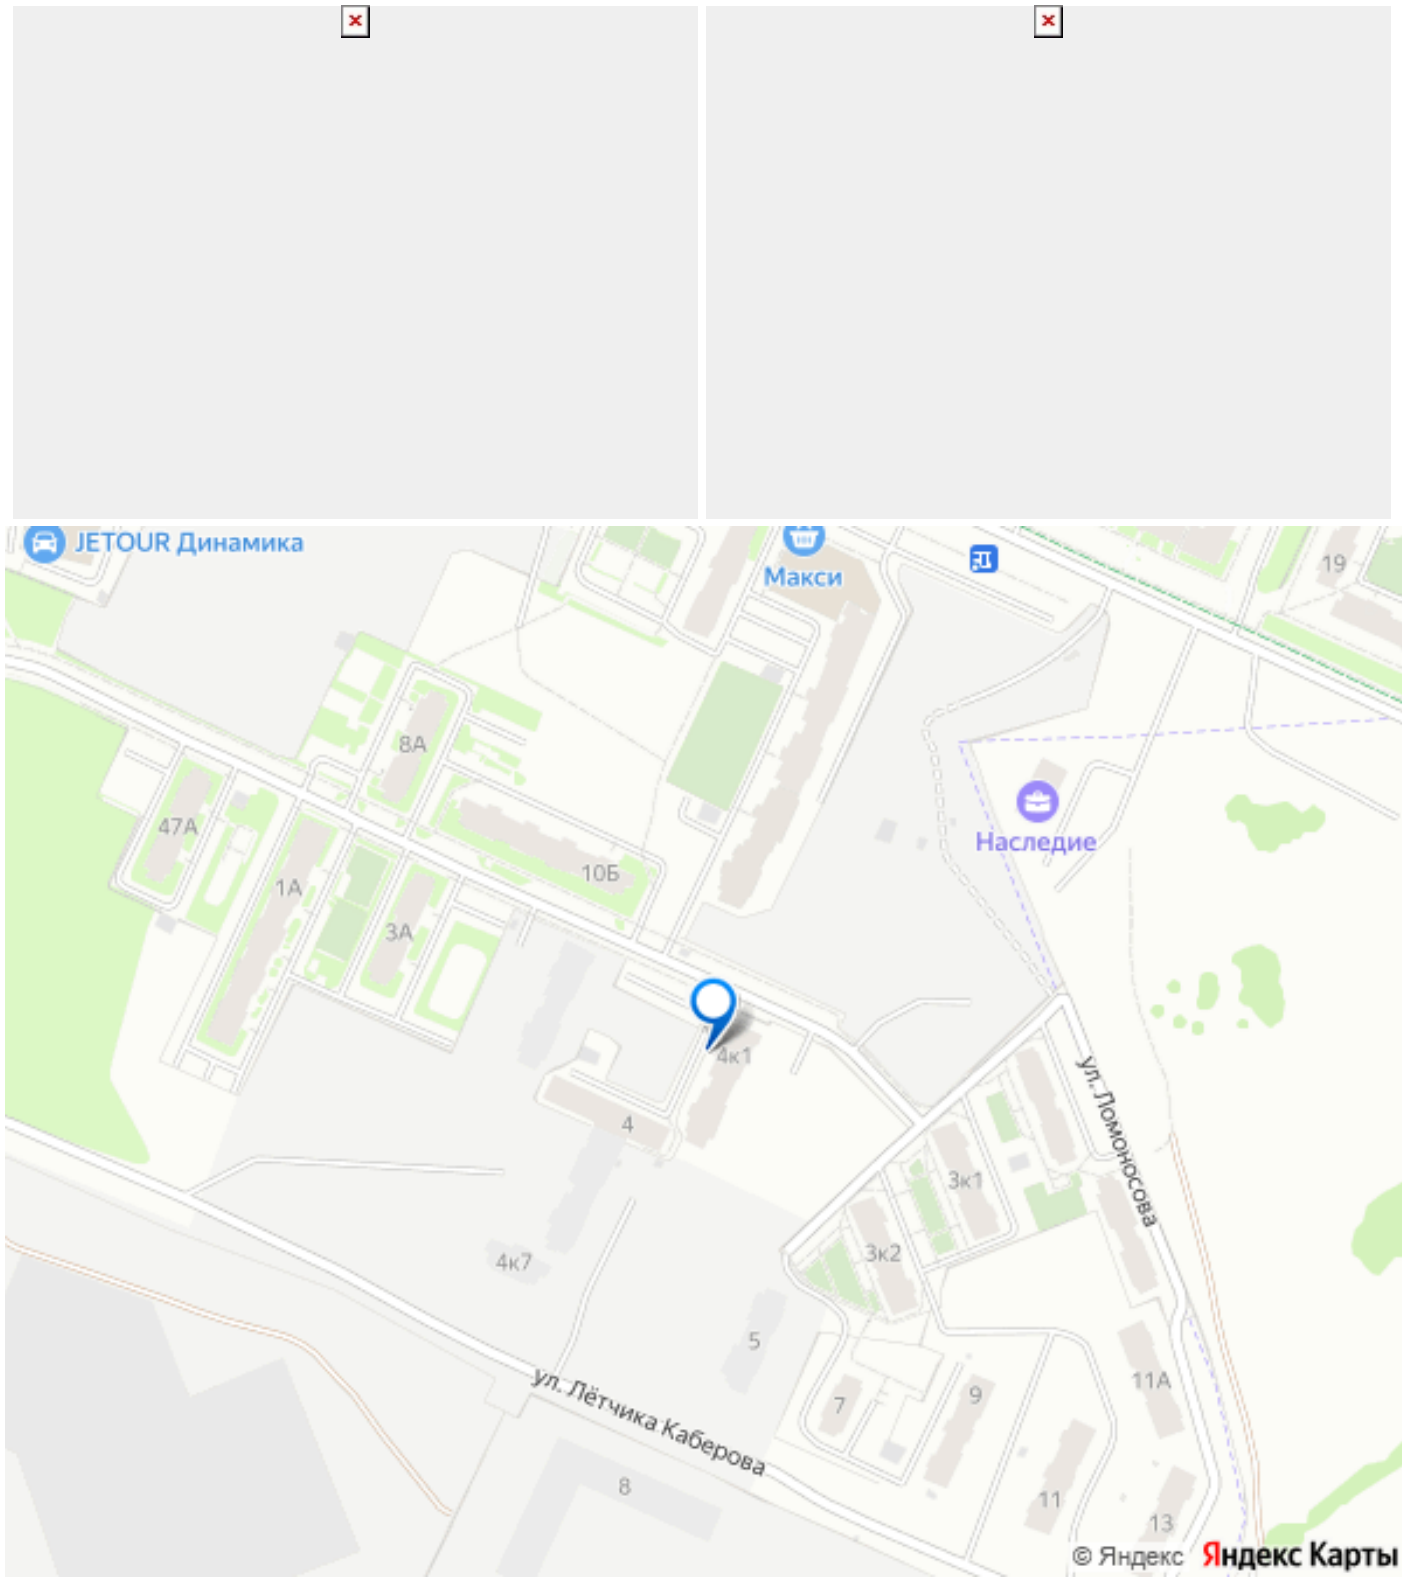 JETOUR Динамика
Макси
19
8А
47А
Наследие
1А
10Б
3А
4к1
ул. Ломоносова
4
3к1
3к2
4к7
5
11А
ул. Лётчика Каберова
7
9
8
11
13
© Яндекс Яндекс Карты